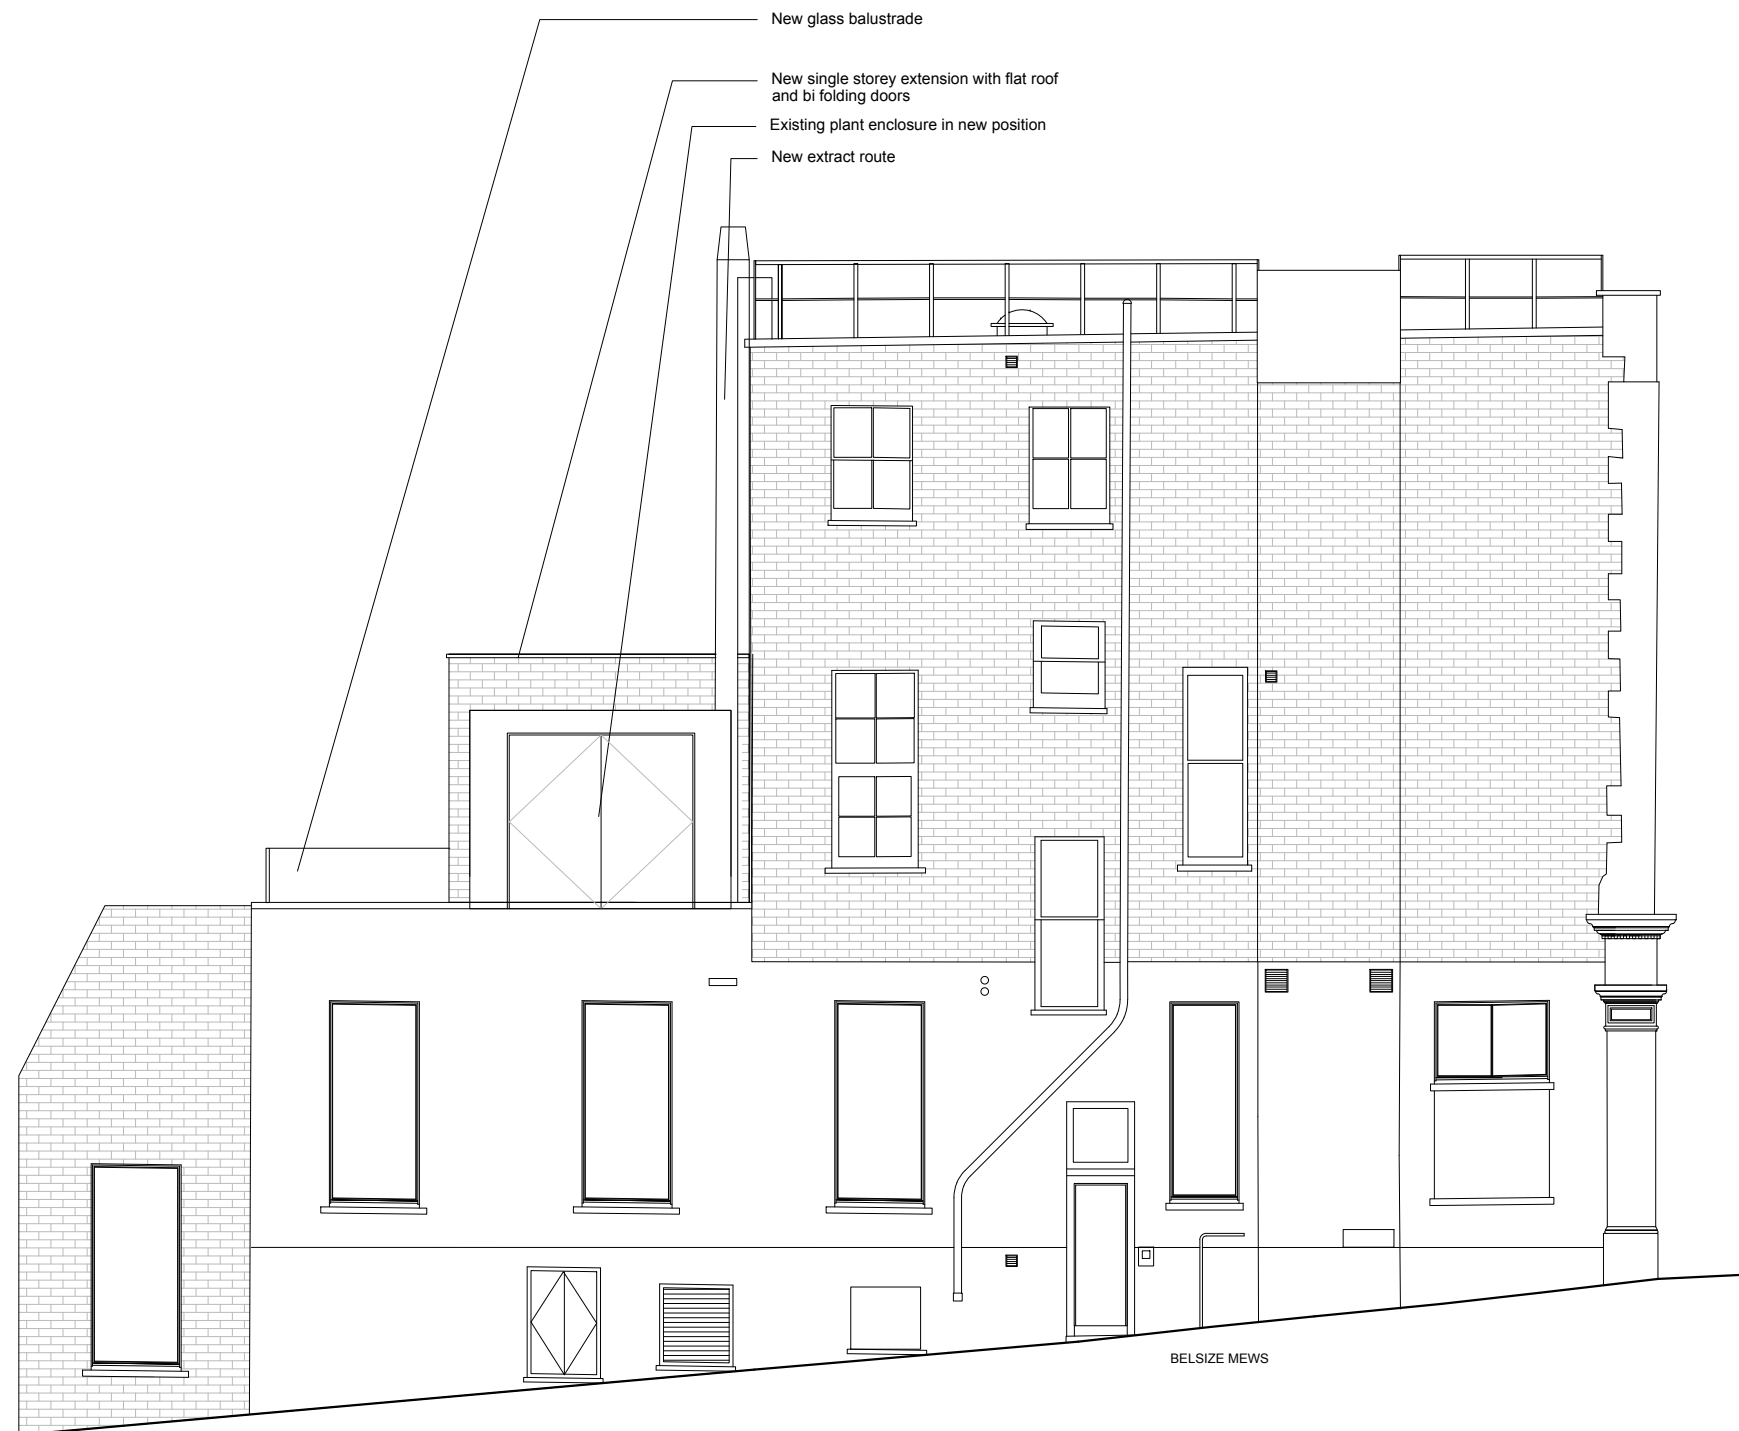 New glass balustrade
New single storey extension with flat roof
and bi folding doors
Existing plant enclosure in new position
New extract route
BELSIZE MEWS